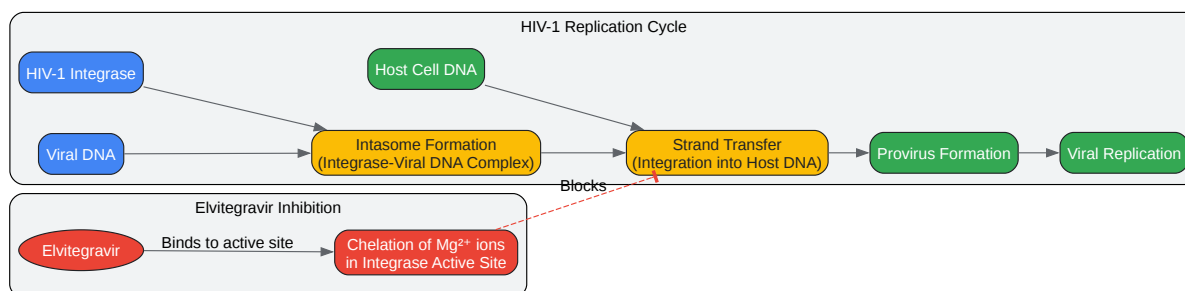 HIV-1 Replication Cycle
HIV-1 Integrase
Host Cell DNA
Viral DNA
Intasome Formation
(Integrase-Viral DNA Complex)
Strand Transfer
(Integration into Host DNA)
Provirus Formation
Viral Replication
Blocks
Elvitegravir Inhibition
Elvitegravir
Binds to active site
Chelation of Mg²⁺ ions
in Integrase Active Site